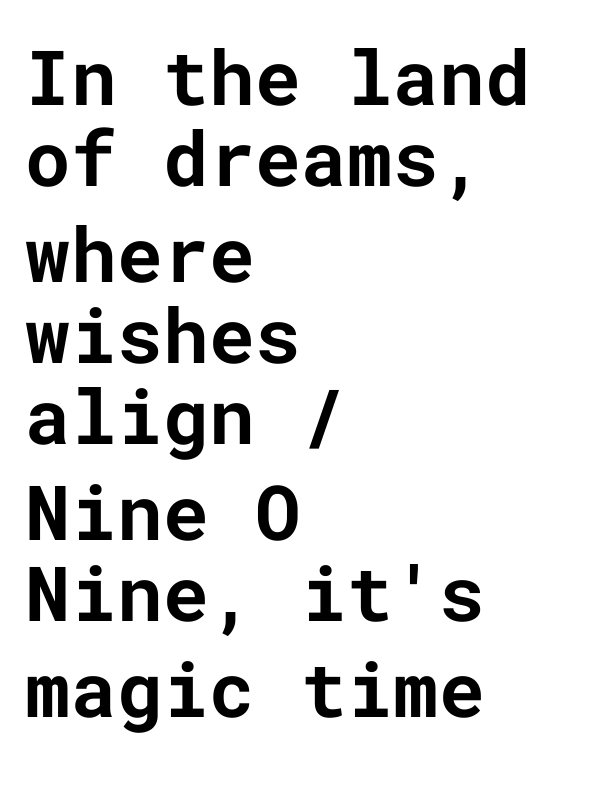 In the land
of dreams,
where
wishes
align /
Nine O
Nine, it's
magic time